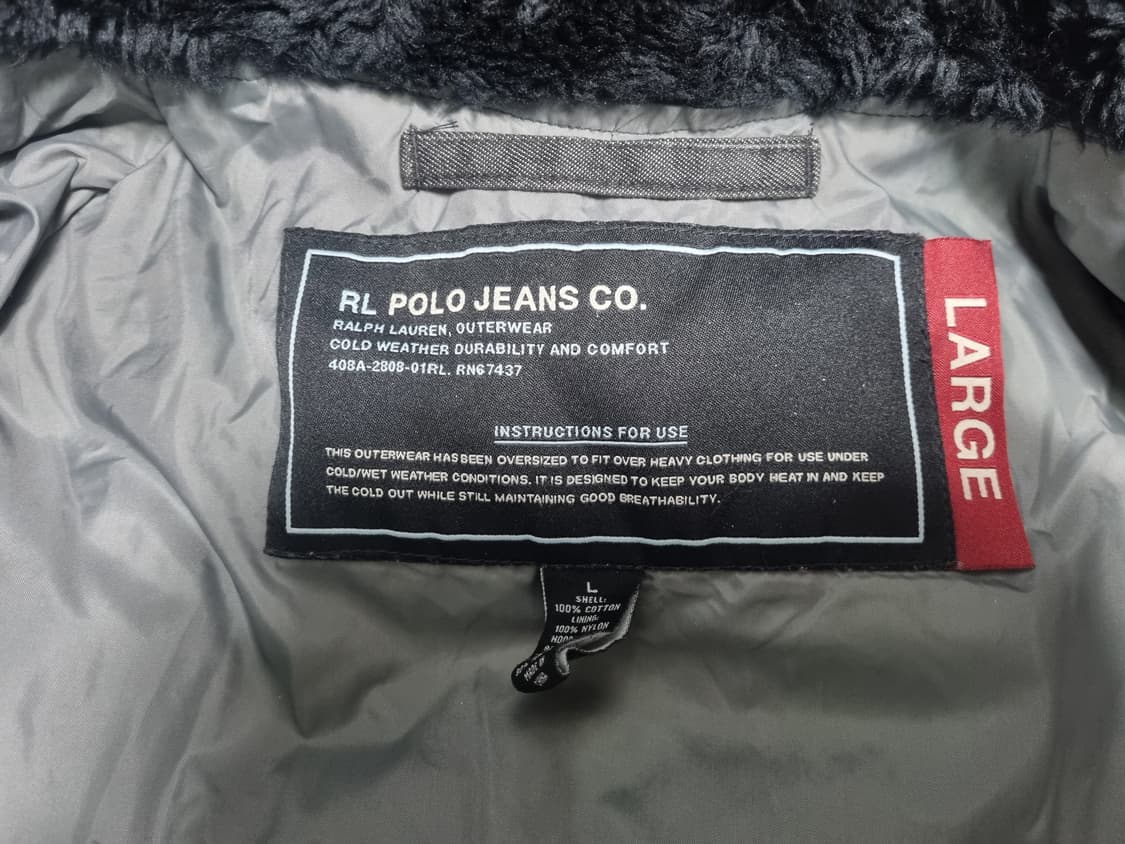 RL POLO JEANS CO.
RALPH LAUREN, OUTERWEAR
COLD WEATHER DURABILITY AND COMFORT
408A-2808-01RL. RN67437
INSTRUCTIONS FOR USE
THIS OUTERWEAR HAS BEEN OVERSIZED TO FIT OVER HEAVY CLOTHING FOR USE UNDER
COLD/WET WEATHER CONDITIONS. IT IS DESIGNED TO KEEP YOUR BODY HEAT IN AND KEEP
THE COLD OUT WHILE STILL MAINTAINING GOOD BREATHABILITY.
LARGE
L
SHELL:
100% COTTON
LINING:
100% NYLON
MADE IN